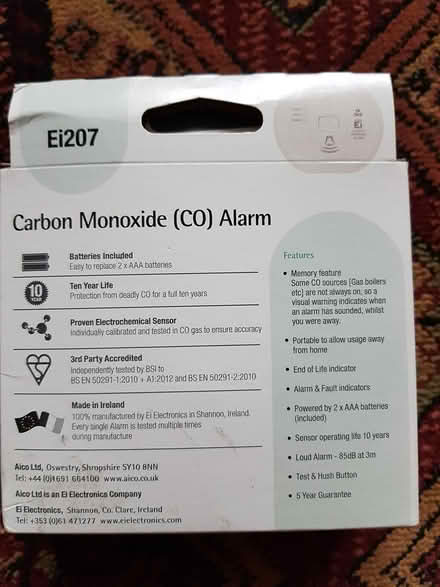 Ei207
Carbon Monoxide (CO) Alarm
Batteries Included
Easy to replace 2 x AAA batteries
10
YEAR
Ten Year Life
Protection from deadly CO for a full ten years
Proven Electrochemical Sensor
Individually calibrated and tested in CO gas to ensure accuracy
3rd Party Accredited
Independently tested by BSI to
BS EN 50291-1:2010 + A1:2012 and BS EN 50291-2:2010
Made in Ireland
100% manufactured by Ei Electronics in Shannon, Ireland.
Every single Alarm is tested multiple times
during manufacture
Aico Ltd, Oswestry, Shropshire SY10 8NN
Tel: +44 (0)1691 664100 www.aico.co.uk
Aico Ltd is an Ei Electronics Company
Ei Electronics, Shannon, Co. Clare, Ireland
Tel: +353 (0)61 471277 www.eielectronics.com
Features
• Memory feature
Some CO sources [Gas boilers
etc] are not always on, so a
visual warning indicates when
an alarm has sounded, whilst
you were away.
• Portable to allow usage away
from home
• End of Life indicator
• Alarm & Fault indicators
• Powered by 2 x AAA batteries
(included)
• Sensor operating life 10 years
• Loud Alarm - 85dB at 3m
• Test & Hush Button
• 5 Year Guarantee